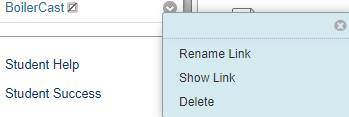 BoilerCast
Rename Link
Show Link
Delete
Student Help
Student Success